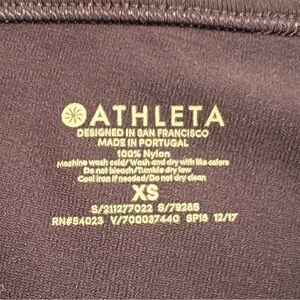 ATHLETA
DESIGNED IN SAN FRANCISCO
MADE IN PORTUGAL
100% Nylon
Machine wash cold/Wash and dry with like colors
Do not bleach/Tumble dry low
Cool iron if needed/Do not dry clean
XS
S/211277022 S/79285
RN#54023 V/700037440 SP18 12/17